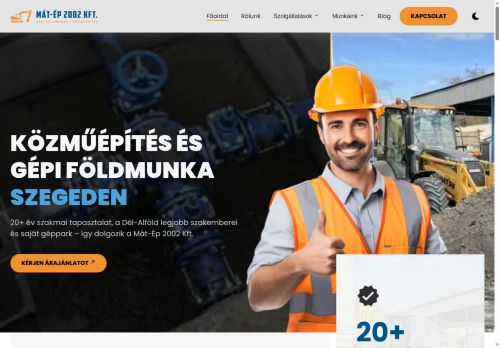 MÁT-ÉP 2002 KFT.
Főoldal Rólunk Szolgáltatások Munkáink Blog KAPCSOLAT
KÖZMŰÉPÍTÉS ÉS
GÉPI FÖLDMUNKA
SZEGEDEN
20+ év szakmai tapasztalat, a Dél-Alföld legjobb szakemberei
és saját géppark – így dolgozik a Mát-Ép 2002 Kft.
KÉRJEN ÁRAJÁNLATOT
20+